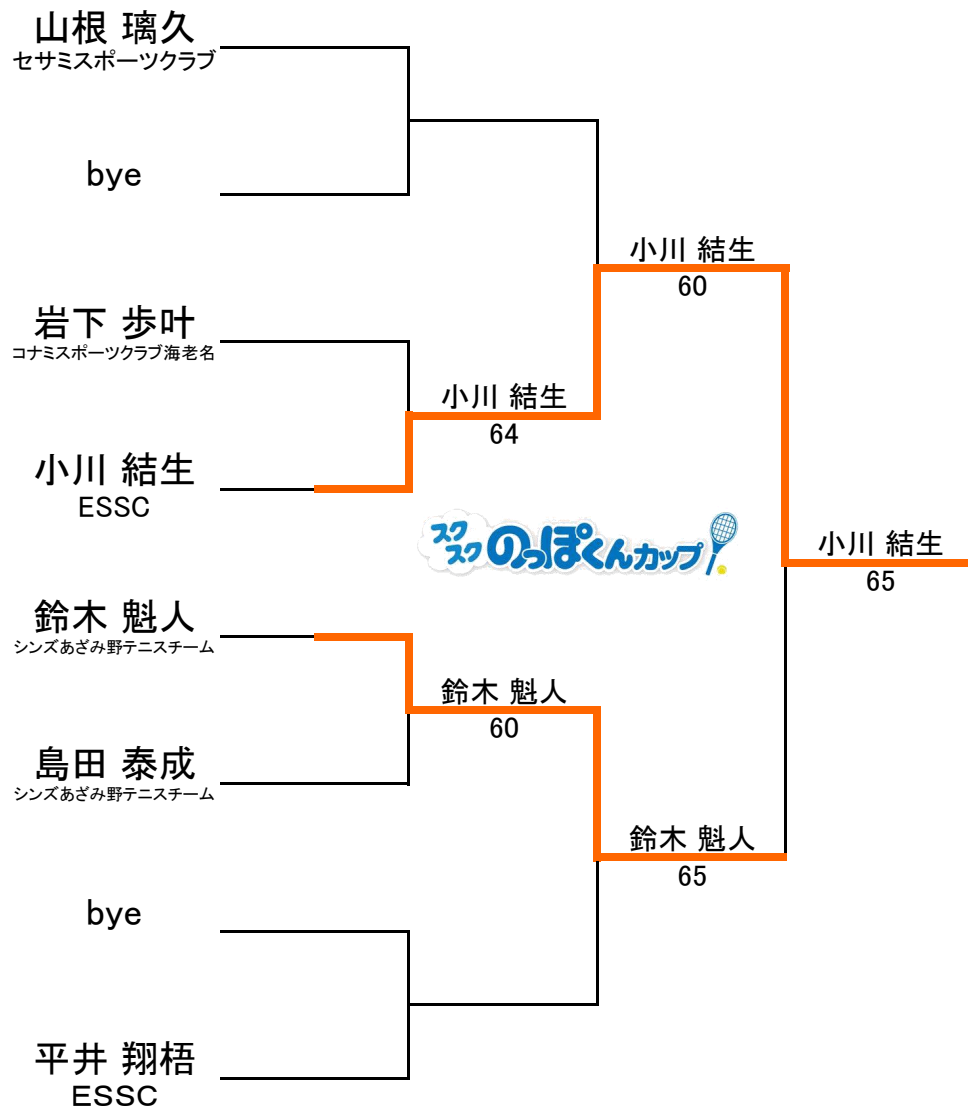 山根 璃久
セサミスポーツクラブ
bye
岩下 歩叶
コナミスポーツクラブ海老名
小川 結生
ESSC
鈴木 魁人
シンズあざみ野テニスチーム
島田 泰成
シンズあざみ野テニスチーム
bye
平井 翔梧
ESSC
小川 結生
64
鈴木 魁人
60
小川 結生
60
鈴木 魁人
65
小川 結生
65
スクスク
のっぽくんカップ